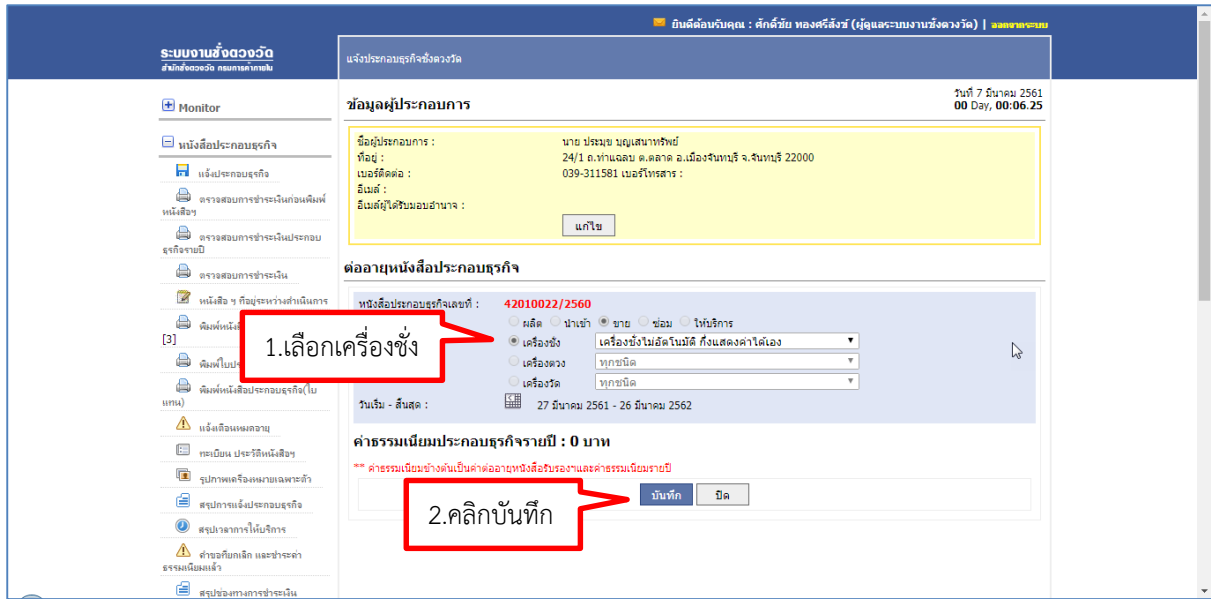 ยินดีต้อนรับคุณ : ศักดิ์ชัย ทองศรีสังข์ (ผู้ดูแลระบบงานชั่งตวงวัด) | ออกจากระบบ
ระบบงานชั่งตวงวัด
สำนักชั่งตวงวัด กรมการค้าภายใน
แจ้งประกอบธุรกิจชั่งตวงวัด
Monitor
หนังสือประกอบธุรกิจ
แจ้งประกอบธุรกิจ
ตรวจสอบการชำระเงินก่อนพิมพ์
หนังสือฯ
ตรวจสอบการชำระเงินประกอบ
ธุรกิจรายปี
ตรวจสอบการชำระเงิน
หนังสือ ฯ ที่อยู่ระหว่างดำเนินการ
พิมพ์หนังสื
[3]
พิมพ์ใบปร
พิมพ์หนังสือประกอบธุรกิจ(ใบ
แทน)
แจ้งเตือนหมดอายุ
ทะเบียน ประวัติหนังสือฯ
รูปภาพเครื่องหมายเฉพาะตัว
สรุปการแจ้งประกอบธุรกิจ
สรุปเวลาการให้บริการ
คำขอที่ยกเลิก และชำระค่า
ธรรมเนียมแล้ว
สรุปช่องทางการชำระเงิน
ข้อมูลผู้ประกอบการ
วันที่ 7 มีนาคม 2561
00 Day, 00:06.25
ชื่อผู้ประกอบการ : นาย ประมุข บุญเสนาทรัพย์
ที่อยู่ : 24/1 ถ.ท่าแฉลบ ต.ตลาด อ.เมืองจันทบุรี จ.จันทบุรี 22000
เบอร์ติดต่อ : 039-311581 เบอร์โทรสาร :
อีเมล์ :
อีเมล์ผู้ได้รับมอบอำนาจ :
แก้ไข
ต่ออายุหนังสือประกอบธุรกิจ
หนังสือประกอบธุรกิจเลขที่ : 42010022/2560
ผลิต นำเข้า ขาย ซ่อม ให้บริการ
เครื่องชั่ง เครื่องชั่งไม่อัตโนมัติ กึ่งแสดงค่าได้เอง
เครื่องตวง ทุกชนิด
เครื่องวัด ทุกชนิด
วันเริ่ม - สิ้นสุด : 27 มีนาคม 2561 - 26 มีนาคม 2562
1.เลือกเครื่องชั่ง
ค่าธรรมเนียมประกอบธุรกิจรายปี : 0 บาท
** ค่าธรรมเนียมข้างต้นเป็นค่าต่ออายุหนังสือรับรองฯและค่าธรรมเนียมรายปี
บันทึก ปิด
2.คลิกบันทึก